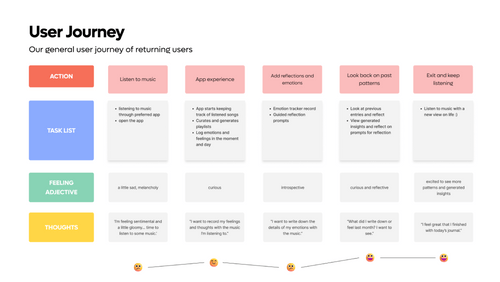 User Journey
Our general user journey of returning users
ACTION
Listen to music
App experience
Add reflections and
emotions
Look back on past
patterns
Exit and keep
listening
TASK LIST
listening to music
through preferred app
open the app
App starts keeping
track of listened songs
Curates and generates
playlists
Log emotions and
feelings in the moment
and day
Emotion tracker record
Guided reflection
prompts
Look at previous
entries and reflect
View generated
insights and reflect on
prompts for reflection
Listen to music with a
new view on life :)
FEELING
ADJECTIVE
a little sad, melancholy
curious
introspective
curious and reflective
excited to see more
patterns and generated
insights
THOUGHTS
"I'm feeling sentimental and
a little gloomy... time to
listen to some music."
"I want to record my feelings
and thoughts with the music
I'm listening to."
"I want to write down the
details of my emotions with
the music."
"What did I write down or
feel last month? I want to
see."
"I feel great that I finished
with today's journal."